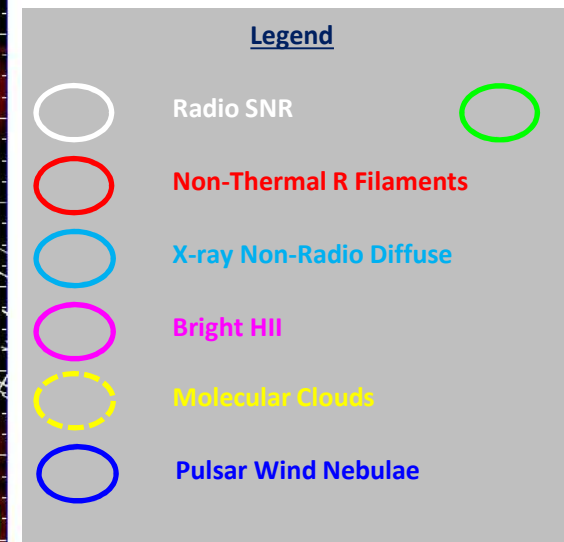 Legend
Radio SNR
Non-Thermal R Filaments
X-ray Non-Radio Diffuse
Bright HII
Molecular Clouds
Pulsar Wind Nebulae